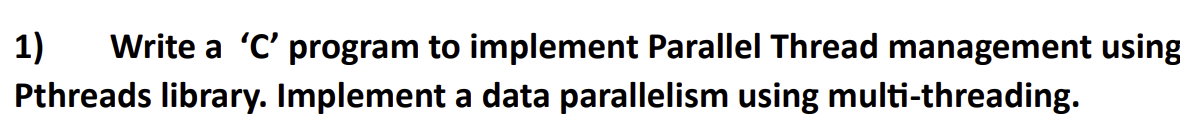 1) Write a ‘C’ program to implement Parallel Thread management using
Pthreads library. Implement a data parallelism using multi-threading.